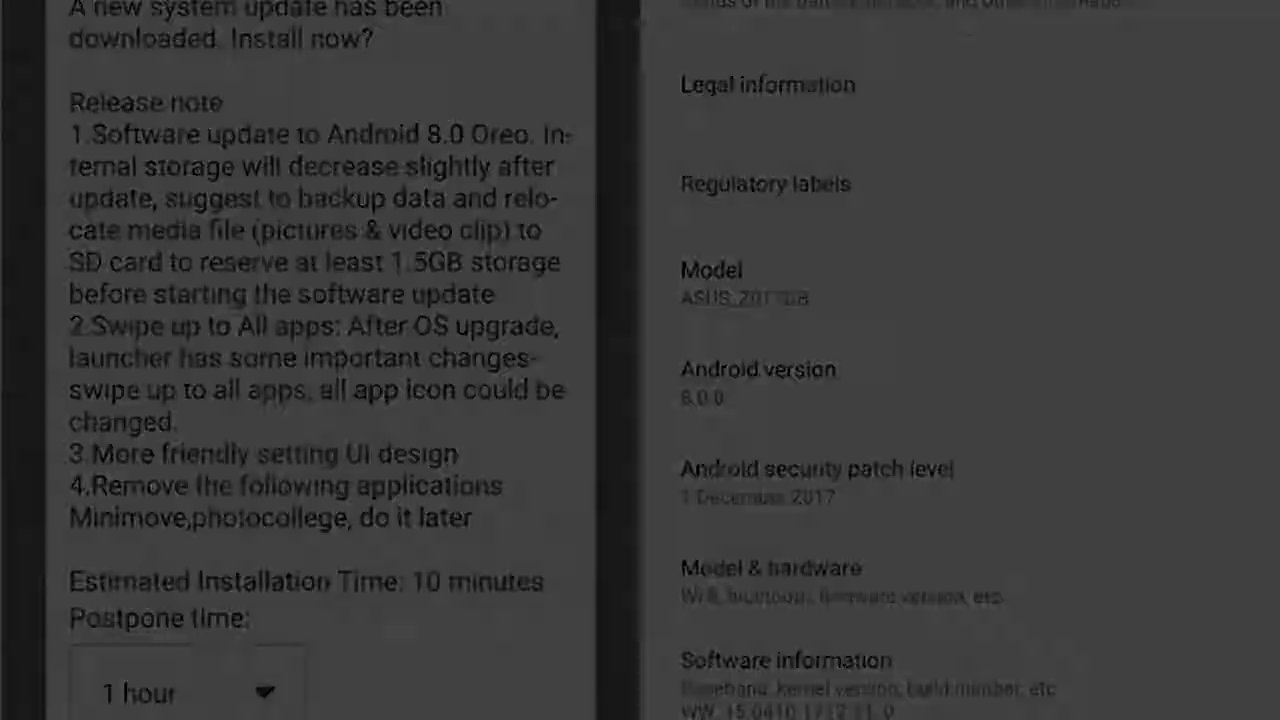 A new system update has been
downloaded. Install now?
Release note
1.Software update to Android 8.0 Oreo. In-
ternal storage will decrease slightly after
update, suggest to backup data and relo-
cate media file (pictures & video clip) to
SD card to reserve at least 1.5GB storage
before starting the software update
2.Swipe up to All apps: After OS upgrade,
launcher has some important changes-
swipe up to all apps, all app icon could be
changed.
3.More friendly setting UI design
4.Remove the following applications
Minimove,photocollege, do it later
Estimated Installation Time: 10 minutes
Postpone time:
1 hour
Legal information
Regulatory labels
Model
Android version
8.0.0
Android security patch level
1 December 2017
Model & hardware
Wi-fi, bluetooth, firmware version, etc.
Software information
Baseband, kernel version, build number, etc